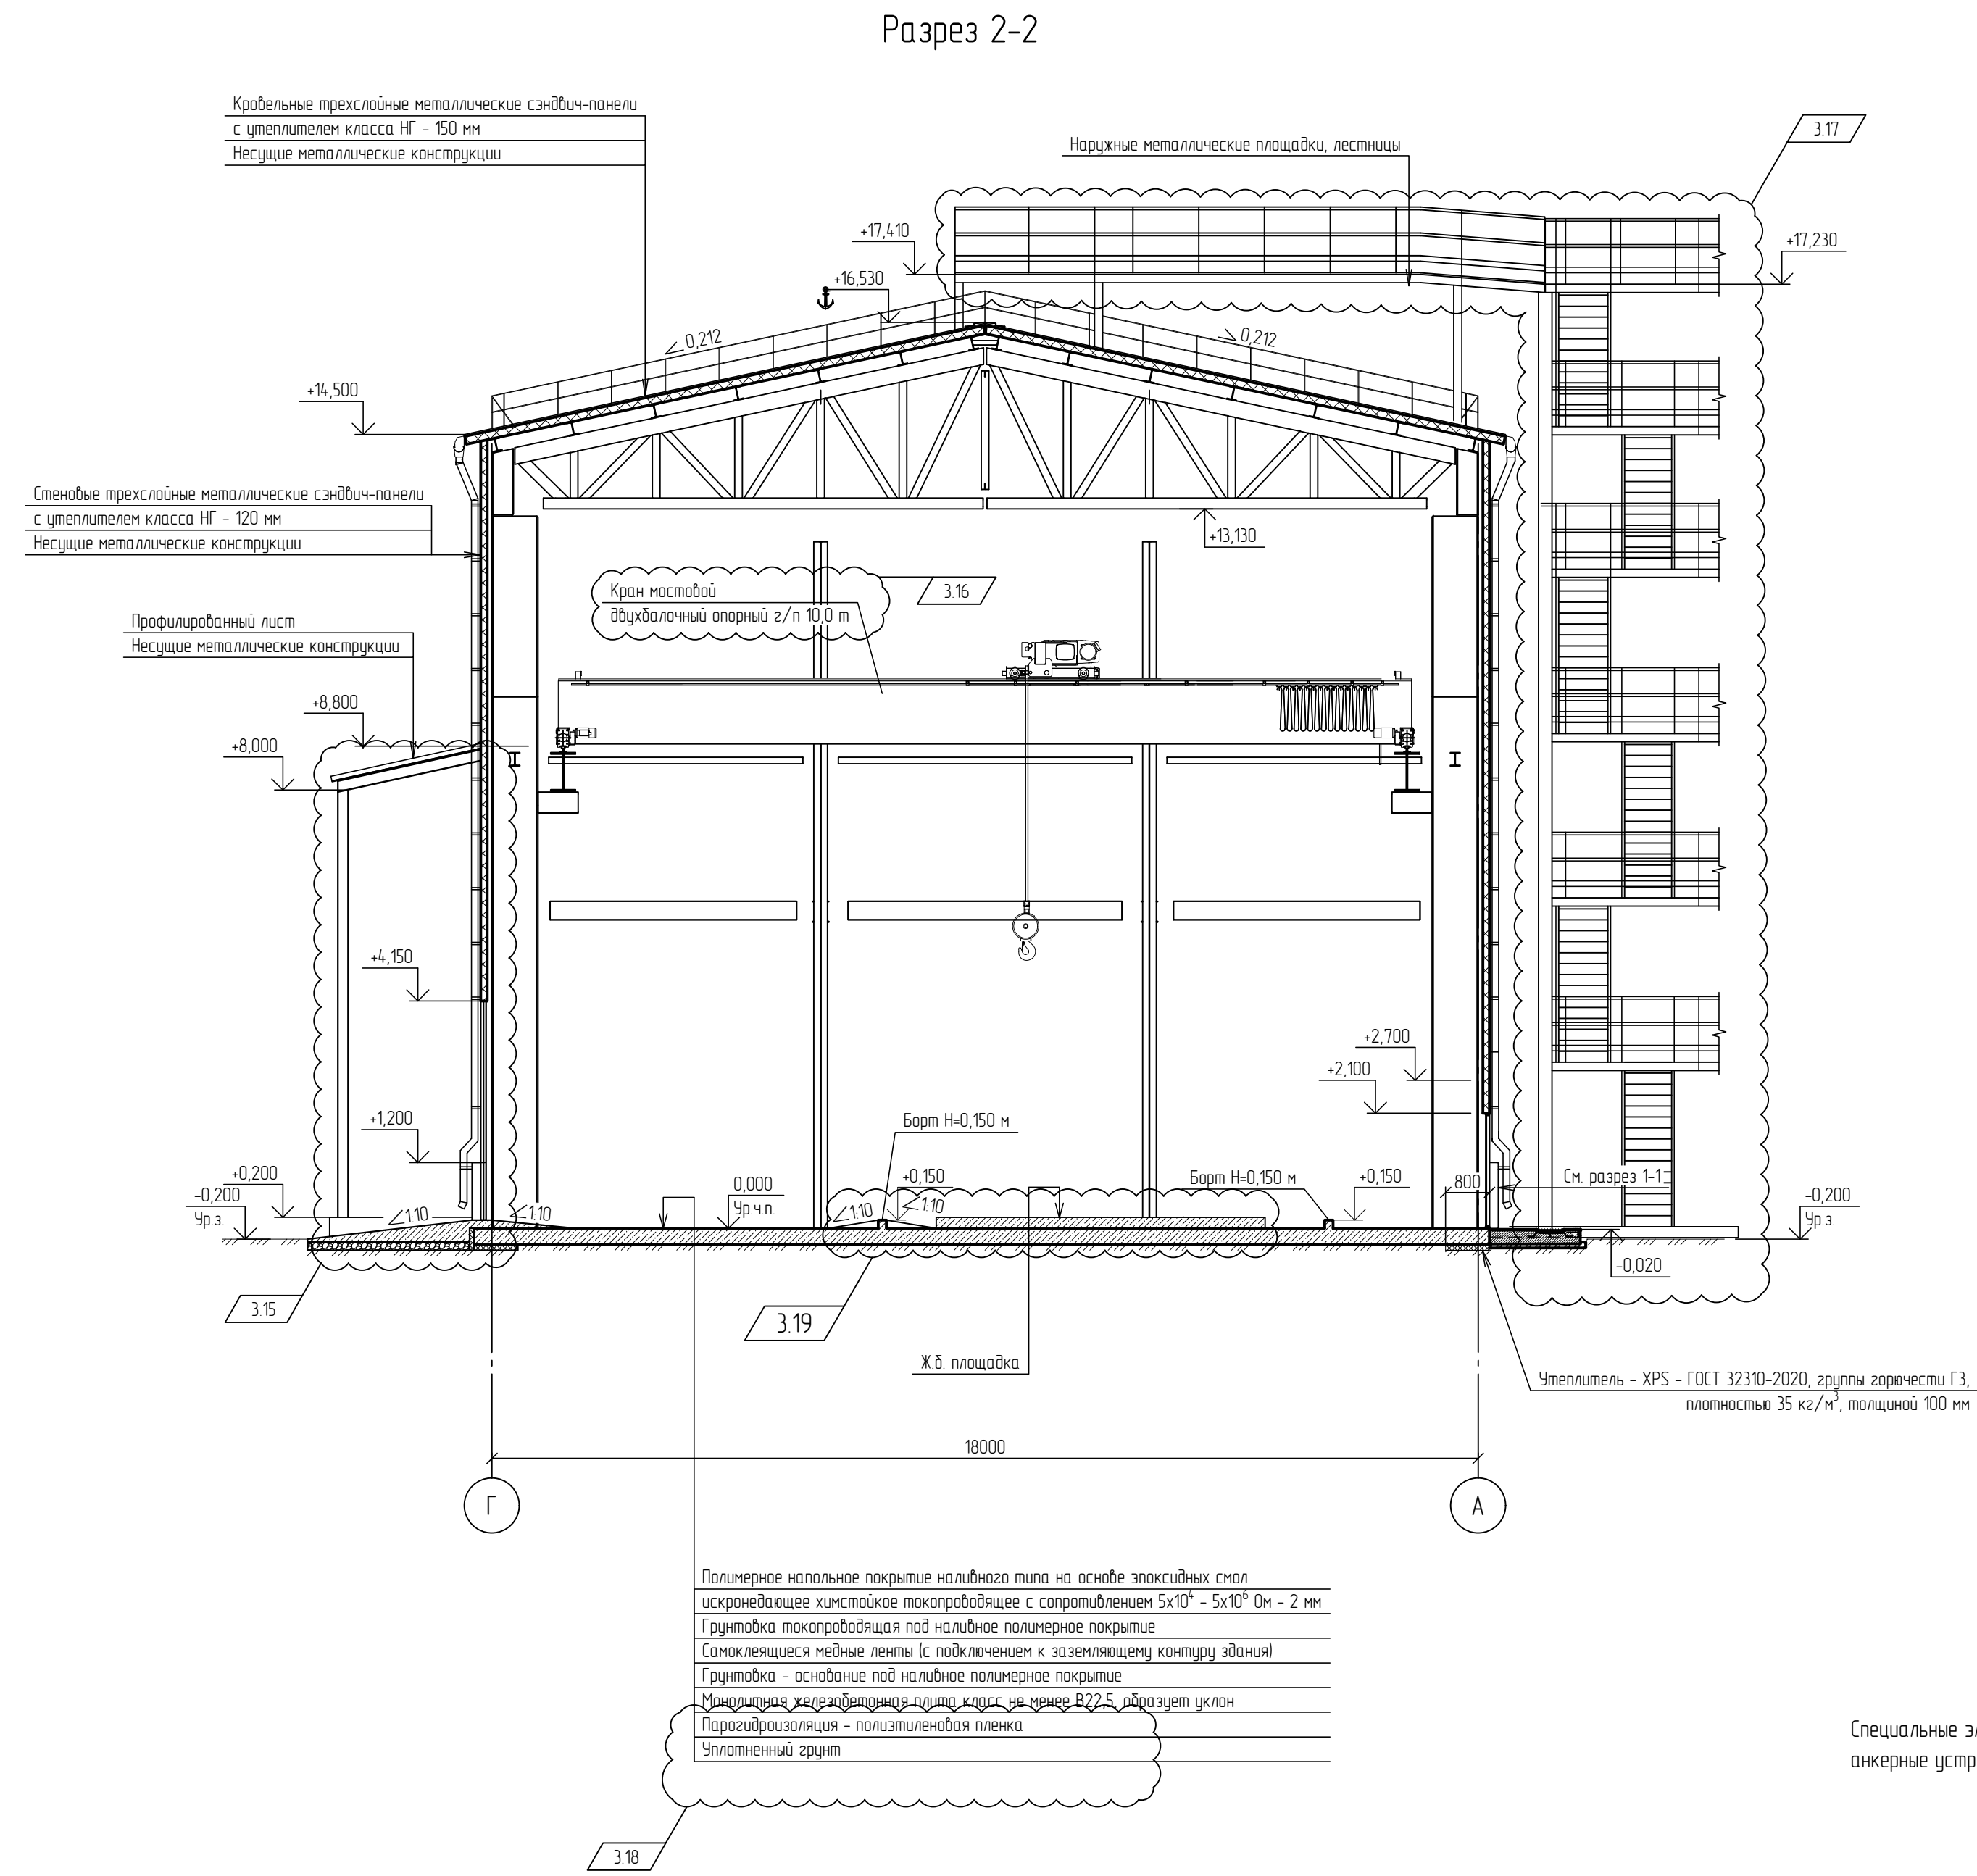 Разрез 2-2
Кровельные трехслойные металлические сэндвич-панели
с утеплителем класса НГ - 150 мм
Несущие металлические конструкции
Наружные металлические площадки, лестницы
3.17
+17,410
+17,230
+16,530
0,212
0,212
+14,500
Стеновые трехслойные металлические сэндвич-панели
с утеплителем класса НГ - 120 мм
Несущие металлические конструкции
+13,130
Кран мостовой
двухбалочный опорный г/п 10,0 т
3.16
Профилированный лист
Несущие металлические конструкции
+8,800
+8,000
+4,150
+2,700
+2,100
+1,200
Борт Н=0,150 м
+0,200
-0,200
Ур.з.
1:10
1:10
0,000
Ур.ч.п.
1:10
+0,150
1:10
Борт Н=0,150 м
+0,150
800
См. разрез 1-1
-0,200
Ур.з.
-0,020
3.15
3.19
Ж.б. площадка
Утеплитель - XPS - ГОСТ 32310-2020, группы горючести Г3,
плотностью 35 кг/м³, толщиной 100 мм
18000
Г
А
Полимерное напольное покрытие наливного типа на основе эпоксидных смол
искронедающее химстойкое токопроводящее с сопротивлением 5х10⁴ - 5х10⁶ Ом - 2 мм
Грунтовка токопроводящая под наливное полимерное покрытие
Самоклеящиеся медные ленты (с подключением к заземляющему контуру здания)
Грунтовка - основание под наливное полимерное покрытие
Монолитная железобетонная плита класс не менее В22,5, образует уклон
Парогидроизоляция - полиэтиленовая пленка
Уплотненный грунт
3.18
Специальные
анкерные